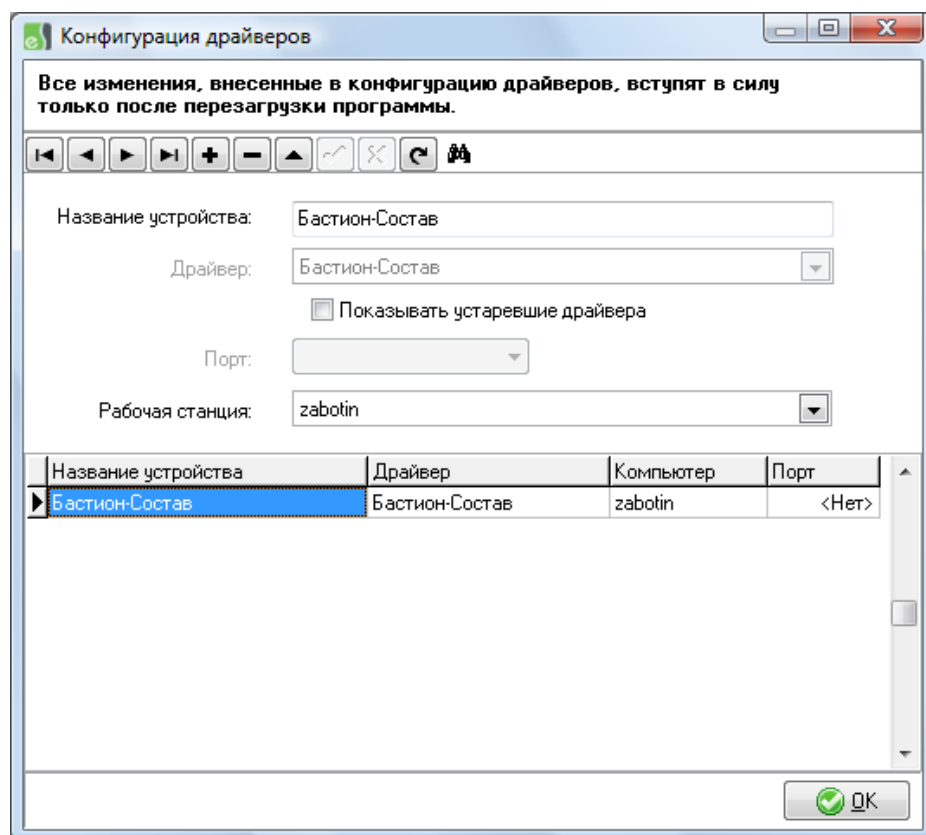 Конфигурация драйверов
Все изменения, внесенные в конфигурацию драйверов, вступят в силу
только после перезагрузки программы.
Название устройства: Бастион-Состав
Драйвер: Бастион-Состав
Показывать устаревшие драйвера
Порт:
Рабочая станция: zabotin
Название устройства Драйвер Компьютер Порт
Бастион-Состав Бастион-Состав zabotin <Нет>
OK